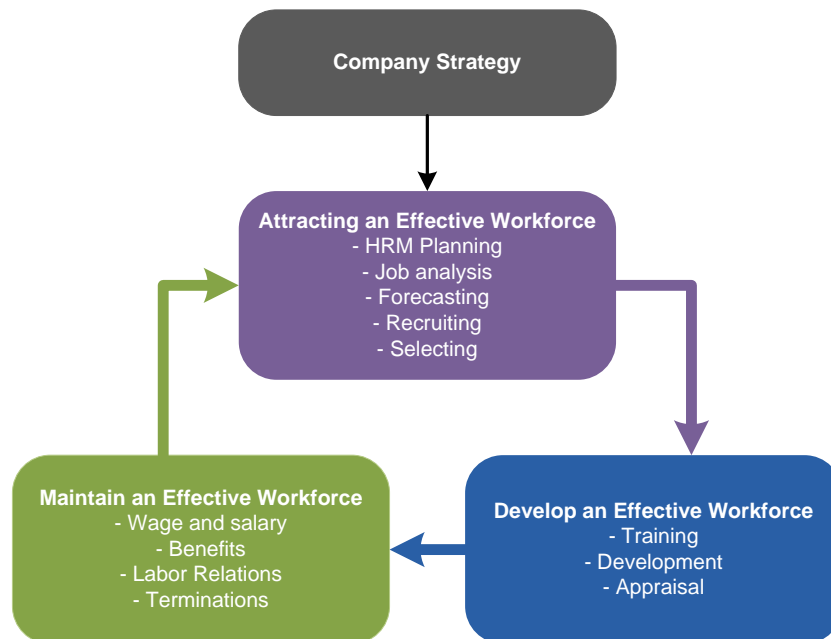 Company Strategy
Attracting an Effective Workforce
- HRM Planning
- Job analysis
- Forecasting
- Recruiting
- Selecting
Maintain an Effective Workforce
- Wage and salary
- Benefits
- Labor Relations
- Terminations
Develop an Effective Workforce
- Training
- Development
- Appraisal